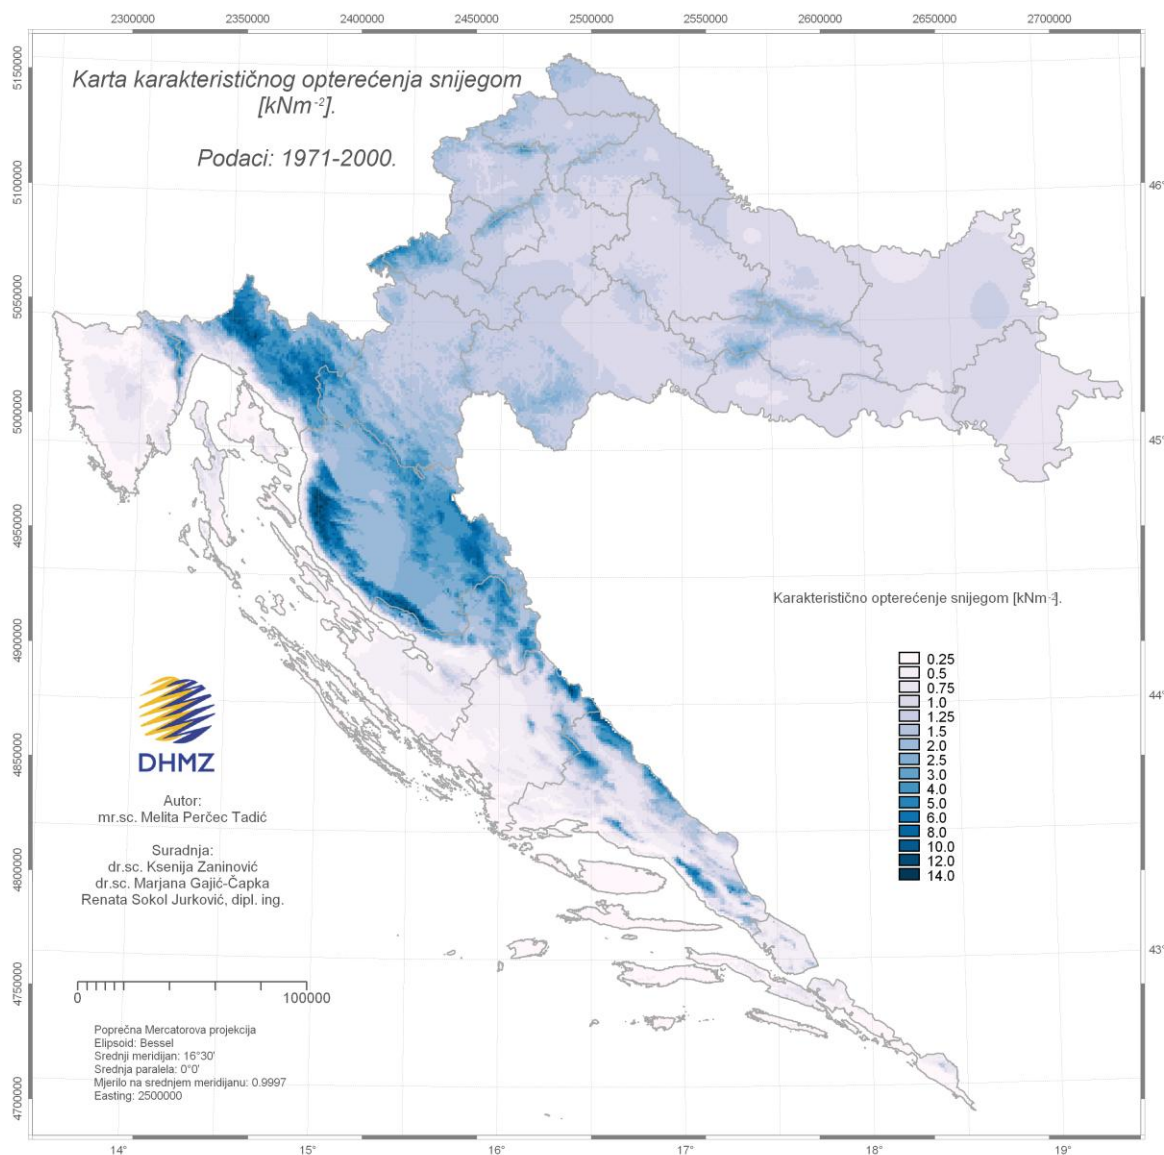 2300000 2350000 2400000 2450000 2500000 2550000 2600000 2650000 2700000
5150000
5100000
5050000
5000000
4950000
4900000
4850000
4800000
4750000
4700000
Karta karakterističnog opterećenja snijegom
[kNm⁻²].
Podaci: 1971-2000.
46°
45°
44°
43°
Karakteristično opterećenje snijegom [kNm⁻²].
0.25
0.5
0.75
1.0
1.25
1.5
2.0
2.5
3.0
4.0
5.0
6.0
8.0
10.0
12.0
14.0
DHMZ
Autor:
mr.sc. Melita Perčec Tadić
Suradnja:
dr.sc. Ksenija Zaninović
dr.sc. Marjana Gajić-Čapka
Renata Sokol Jurković, dipl. ing.
0 100000
Poprečna Mercatorova projekcija
Elipsoid: Bessel
Srednji meridijan: 16°30'
Srednja paralela: 0°0'
Mjerilo na srednjem meridijanu: 0.9997
Easting: 2500000
14° 15° 16° 17° 18° 19°